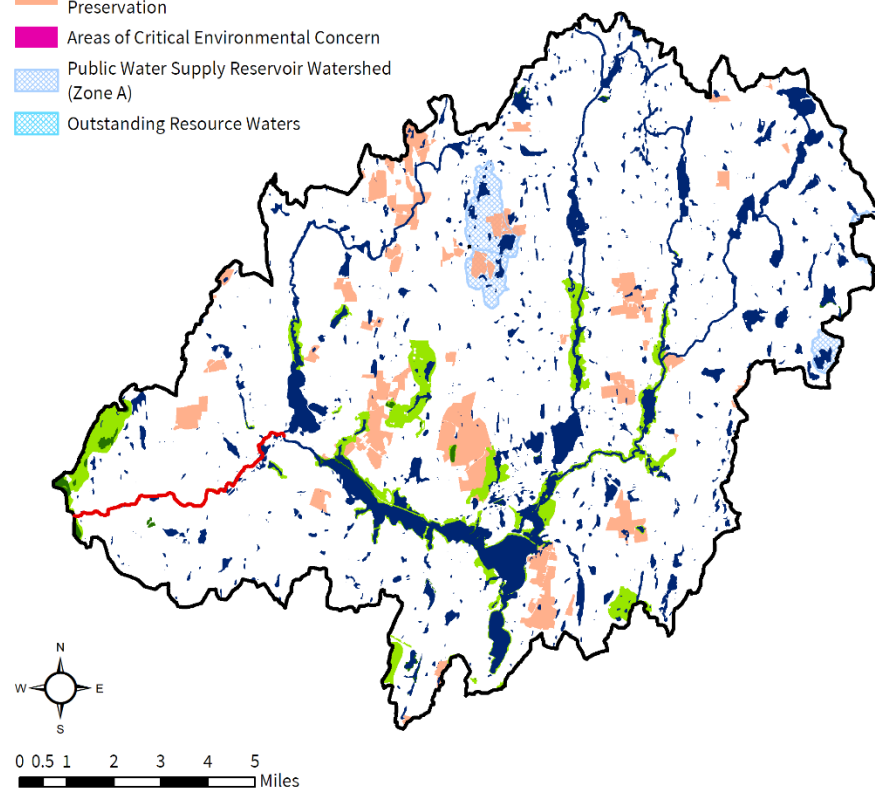 Preservation
Areas of Critical Environmental Concern
Public Water Supply Reservoir Watershed
(Zone A)
Outstanding Resource Waters
N
W E
S
0 0.5 1 2 3 4 5
Miles